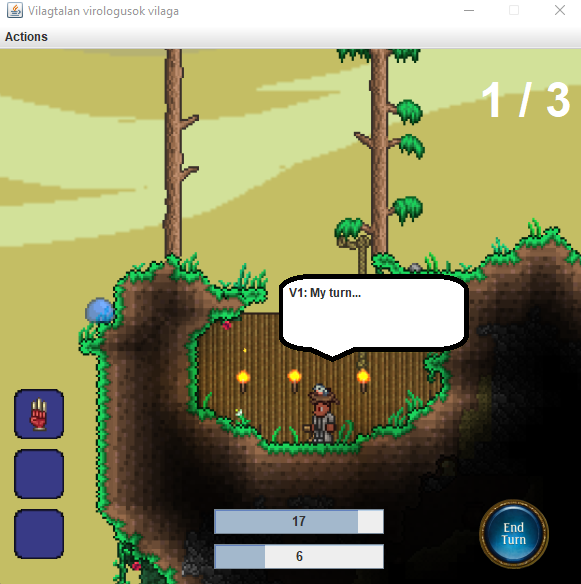 Vilagtalan virologusok vilaga
Actions
1 / 3
V1: My turn...
17
6
End
Turn